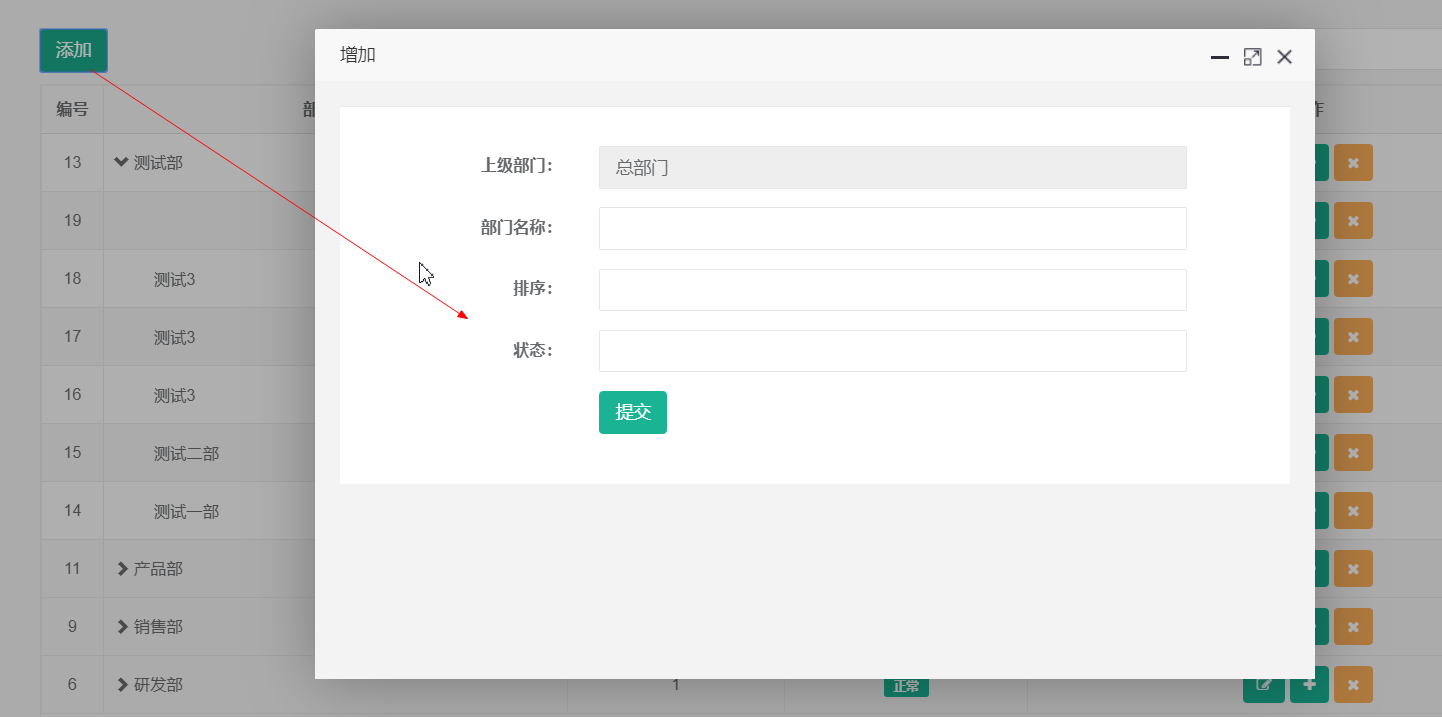 添加
增加
编号 部
作
上级部门: 总部门
部门名称:
排序:
状态:
提交
13 测试部
19
18 测试3
17 测试3
16 测试3
15 测试二部
14 测试一部
11 产品部
9 销售部
6 研发部 1 正常